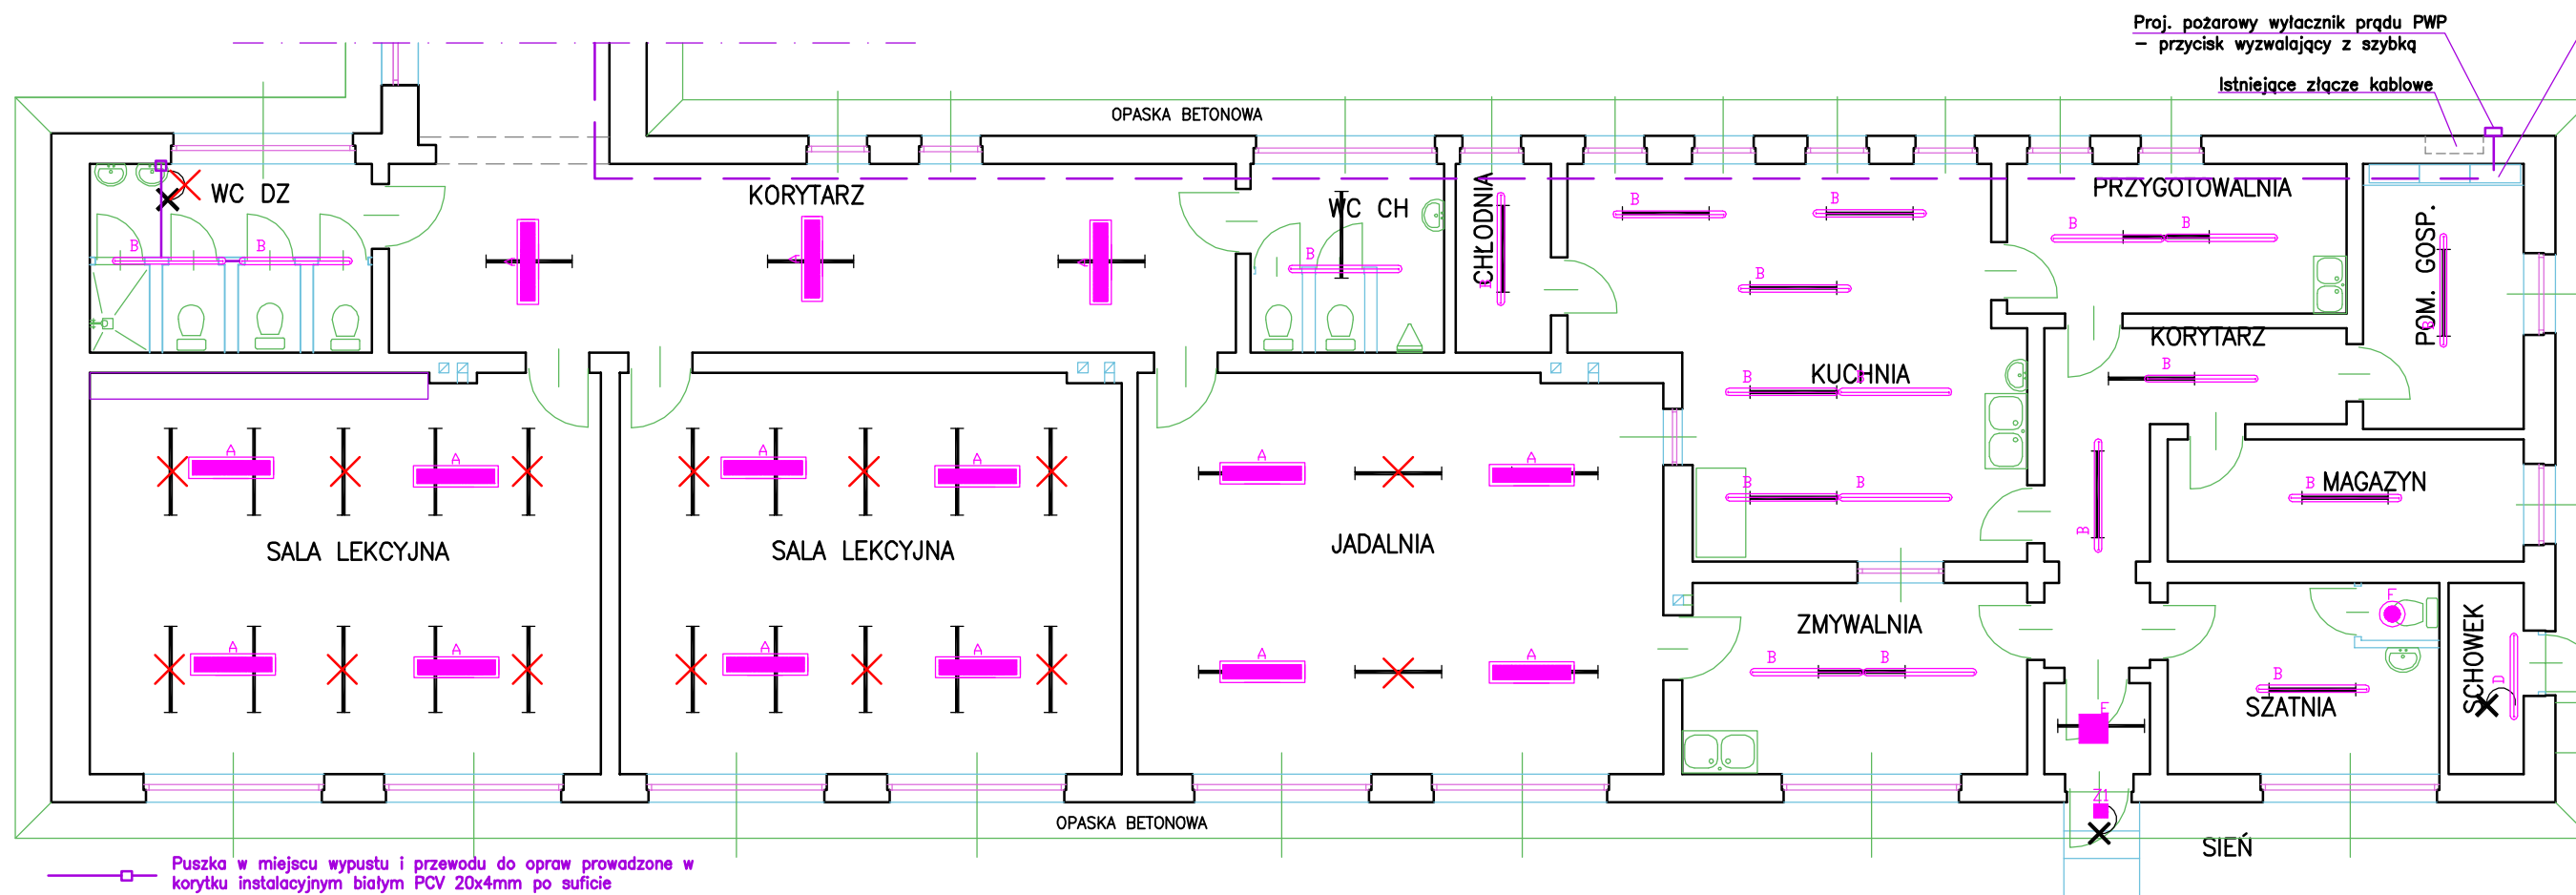 Proj. pożarowy wyłacznik prądu PWP
– przycisk wyzwalający z szybką
Istniejące złącze kablowe
OPASKA BETONOWA
WC DZ
KORYTARZ
WC CH
CHŁODNIA
PRZYGOTOWALNIA
POM. GOSP.
B
B
A
A
A
B
B
B
B
B
B
B
B
B
KORYTARZ
B
KUCHNIA
B
B
A
A
A
A
A
A
B
B
B
B
MAGAZYN
SALA LEKCYJNA
SALA LEKCYJNA
JADALNIA
ZMYWALNIA
F
SCHOWEK
A
A
A
A
A
A
B
B
B
D
SZATNIA
E
Z1
OPASKA BETONOWA
SIEŃ
Puszka w miejscu wypustu i przewodu do opraw prowadzone w
korytku instalacyjnym białym PCV 20x4mm po suficie